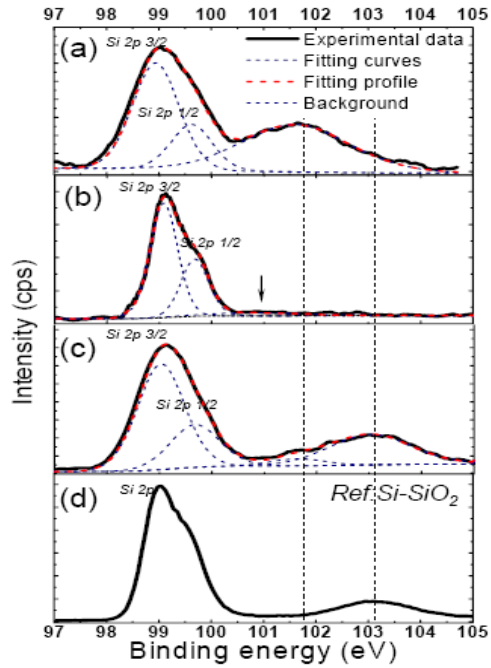 97 98 99 100 101 102 103 104 105
(a)
Si 2p 3/2
Experimental data
Fitting curves
Fitting profile
Background
Si 2p 1/2
(b)
Si 2p 3/2
Si 2p 1/2
(c)
Si 2p 3/2
Si 2p 1/2
(d)
Si 2p
Ref:Si-SiO2
Intensity (cps)
97 98 99 100 101 102 103 104 105
Binding energy (eV)